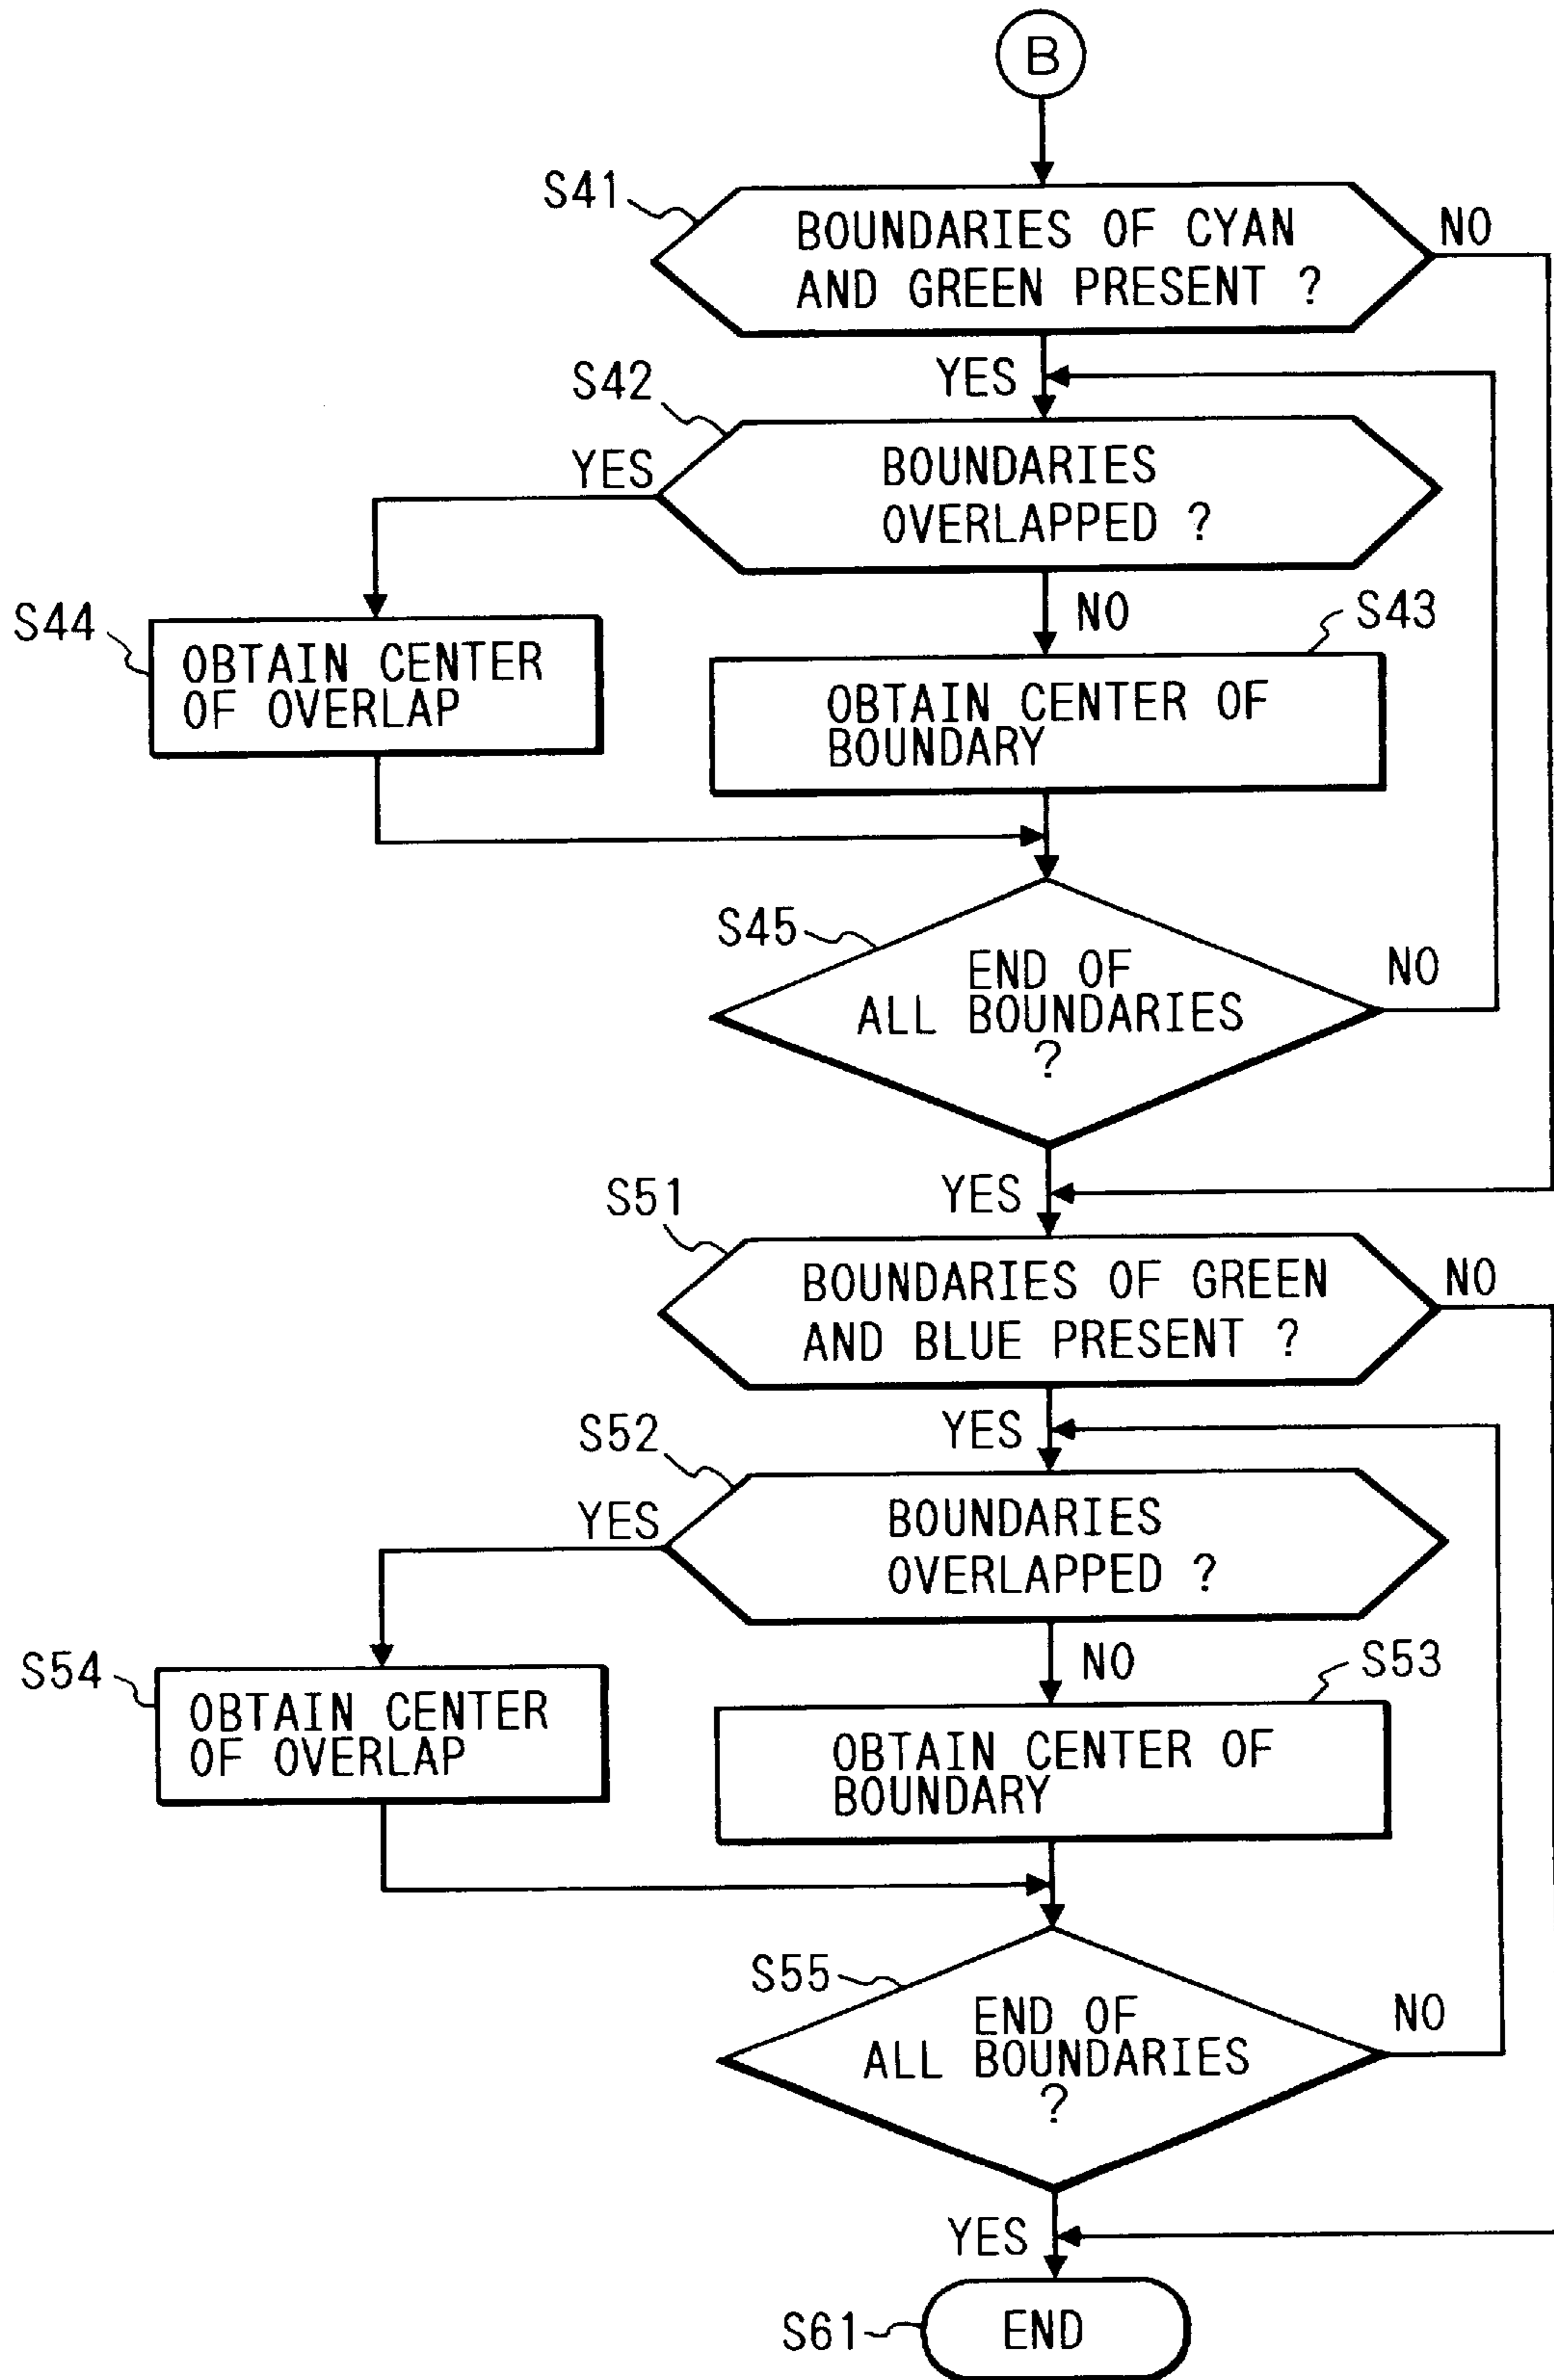 B
S41
BOUNDARIES OF CYAN
AND GREEN PRESENT ?
NO
YES
S42
YES
BOUNDARIES
OVERLAPPED ?
NO
S43
S44
OBTAIN CENTER
OF OVERLAP
OBTAIN CENTER OF
BOUNDARY
S45
END OF
ALL BOUNDARIES
?
NO
YES
S51
BOUNDARIES OF GREEN
AND BLUE PRESENT ?
NO
YES
S52
YES
BOUNDARIES
OVERLAPPED ?
NO
S53
S54
OBTAIN CENTER
OF OVERLAP
OBTAIN CENTER OF
BOUNDARY
S55
END OF
ALL BOUNDARIES
?
NO
YES
S61
END